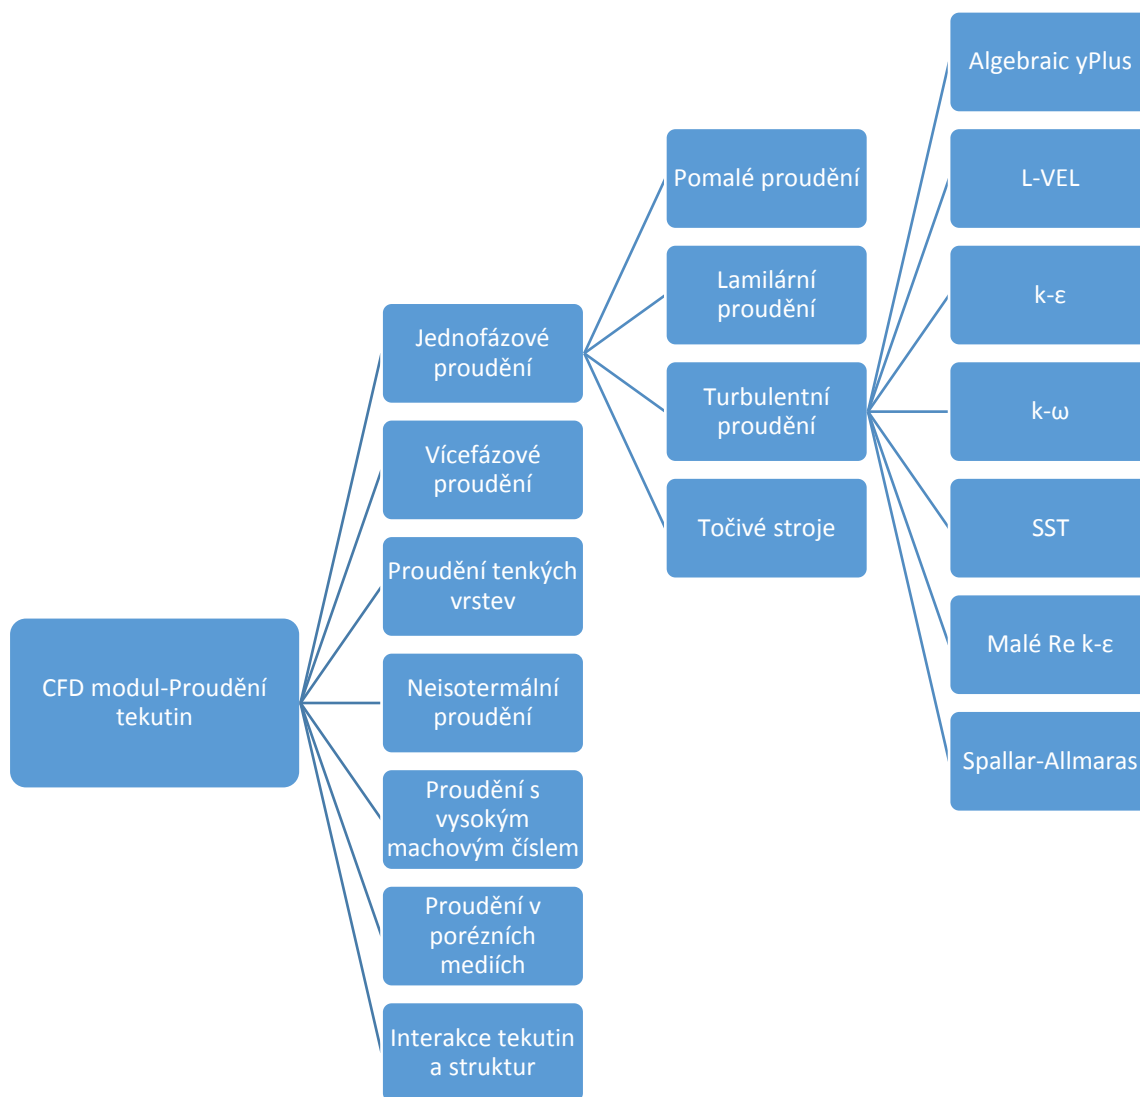 CFD modul-Proudění
tekutin
Jednofázové
proudění
Vícefázové
proudění
Proudění tenkých
vrstev
Neisotermální
proudění
Proudění s
vysokým
machovým číslem
Proudění v
porézních
mediích
Interakce tekutin
a struktur
Pomalé proudění
Lamilární
proudění
Turbulentní
proudění
Točivé stroje
Algebraic yPlus
L-VEL
k-ε
k-ω
SST
Malé Re k-ε
Spallar-Allmaras